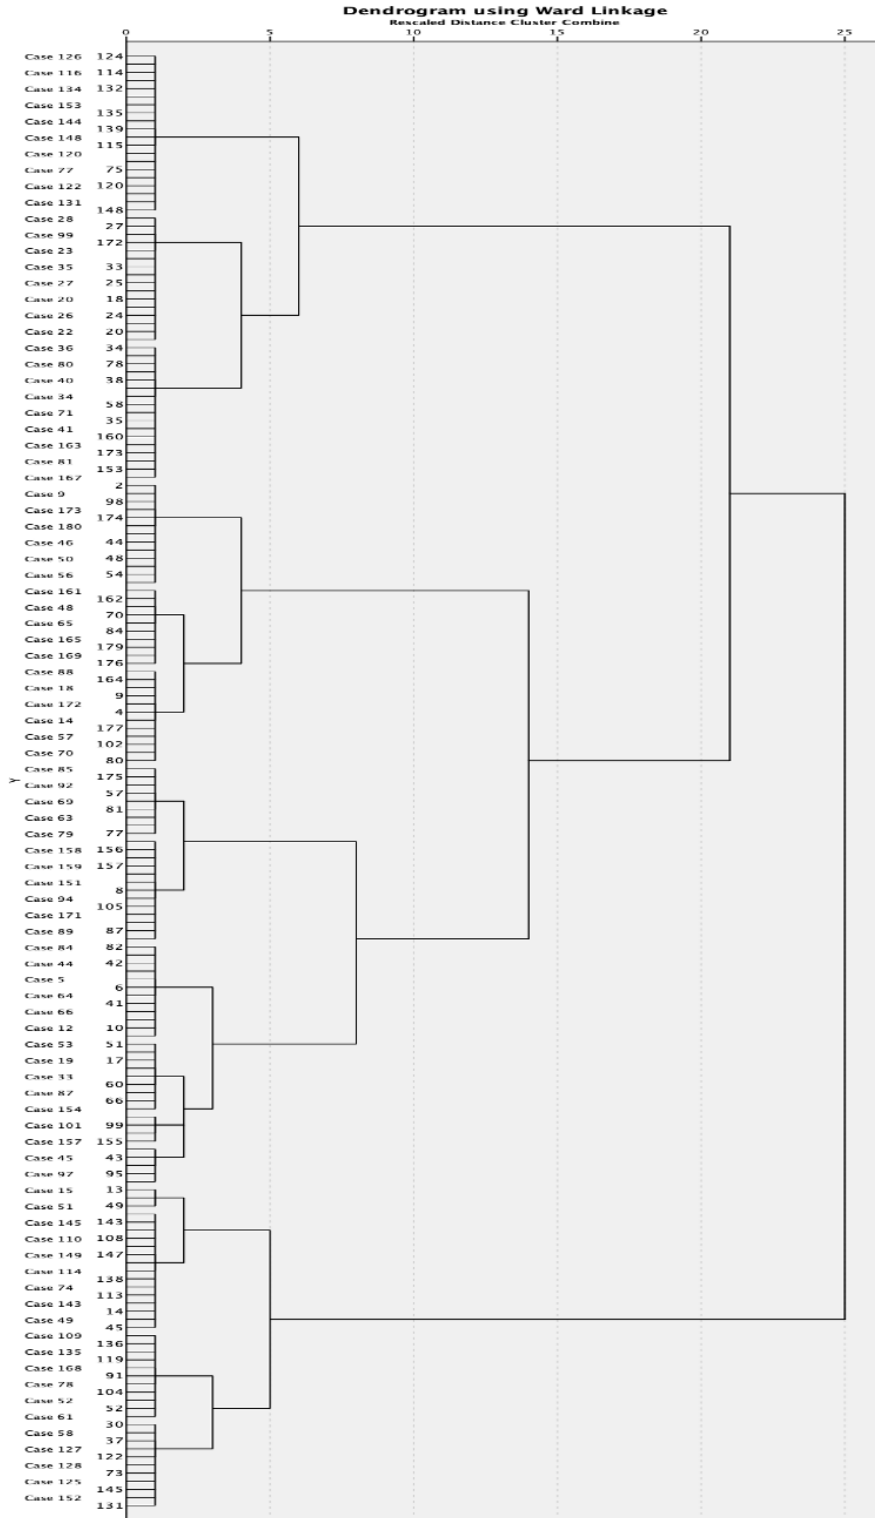 Dendrogram using Ward Linkage
Rescaled Distance Cluster Combine
0 5 10 15 20 25
Case 126 124
Case 116 114
Case 134 132
Case 153
135
Case 144
139
Case 148
115
Case 120
Case 77 75
Case 122 120
Case 131
148
Case 28
27
Case 99
172
Case 23
Case 35 33
Case 27 25
Case 20 18
Case 26 24
Case 22 20
Case 36 34
Case 80 78
Case 40 38
Case 34
58
Case 71
35
Case 41
160
Case 163
173
Case 81
153
Case 167
2
Case 9
98
Case 173
174
Case 180
Case 46 44
Case 50 48
Case 56 54
Case 161
162
Case 48
70
Case 65
84
Case 165
179
Case 169
176
Case 88
164
Case 18
9
Case 172
4
Case 14
177
Case 57
102
Case 70
80
Case 85
175
Y
Case 92
57
Case 69
81
Case 63
Case 79 77
Case 158 156
Case 159 157
Case 151
8
Case 94
105
Case 171
Case 89 87
Case 84 82
Case 44 42
Case 5
6
Case 64
41
Case 66
Case 12 10
Case 53 51
Case 19 17
Case 33
60
Case 87
66
Case 154
Case 101 99
Case 157 155
Case 45 43
Case 97 95
Case 15 13
Case 51 49
Case 145 143
Case 110 108
Case 149 147
Case 114
138
Case 74
113
Case 143
14
Case 49
45
Case 109
136
Case 135
119
Case 168
91
Case 78
104
Case 52
52
Case 61
30
Case 58
37
Case 127
122
Case 128
73
Case 125
145
Case 152
131